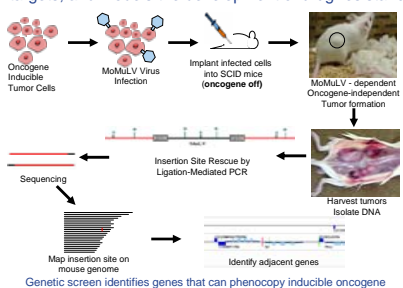 Oncogene
Inducible
Tumor Cells
MoMuLV Virus
Infection
Implant infected cells
into SCID mice
(oncogene off)
MoMuLV - dependent
Oncogene-independent
Tumor formation
Harvest tumors
Isolate DNA
Insertion Site Rescue by
Ligation-Mediated PCR
Sequencing
Map insertion site on
mouse genome
Identify adjacent genes
Genetic screen identifies genes that can phenocopy inducible oncogene